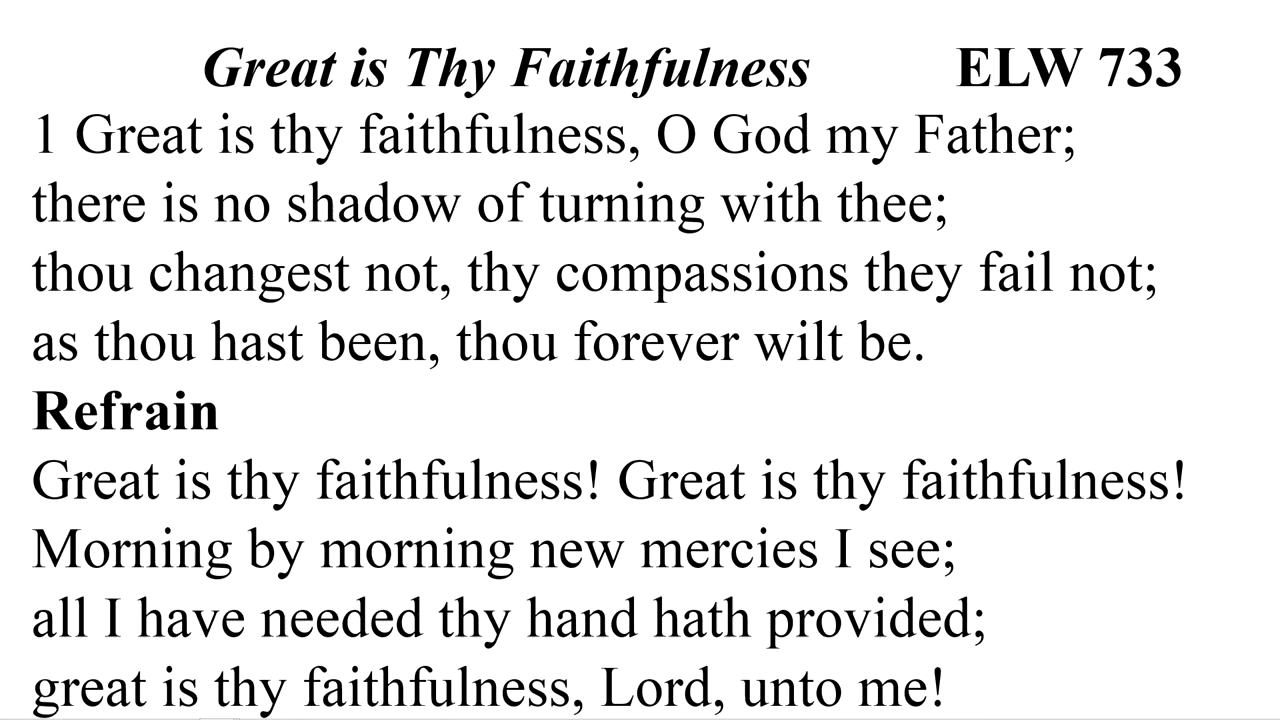 Great is Thy Faithfulness ELW 733
1 Great is thy faithfulness, O God my Father;
there is no shadow of turning with thee;
thou changest not, thy compassions they fail not;
as thou hast been, thou forever wilt be.
Refrain
Great is thy faithfulness! Great is thy faithfulness!
Morning by morning new mercies I see;
all I have needed thy hand hath provided;
great is thy faithfulness, Lord, unto me!